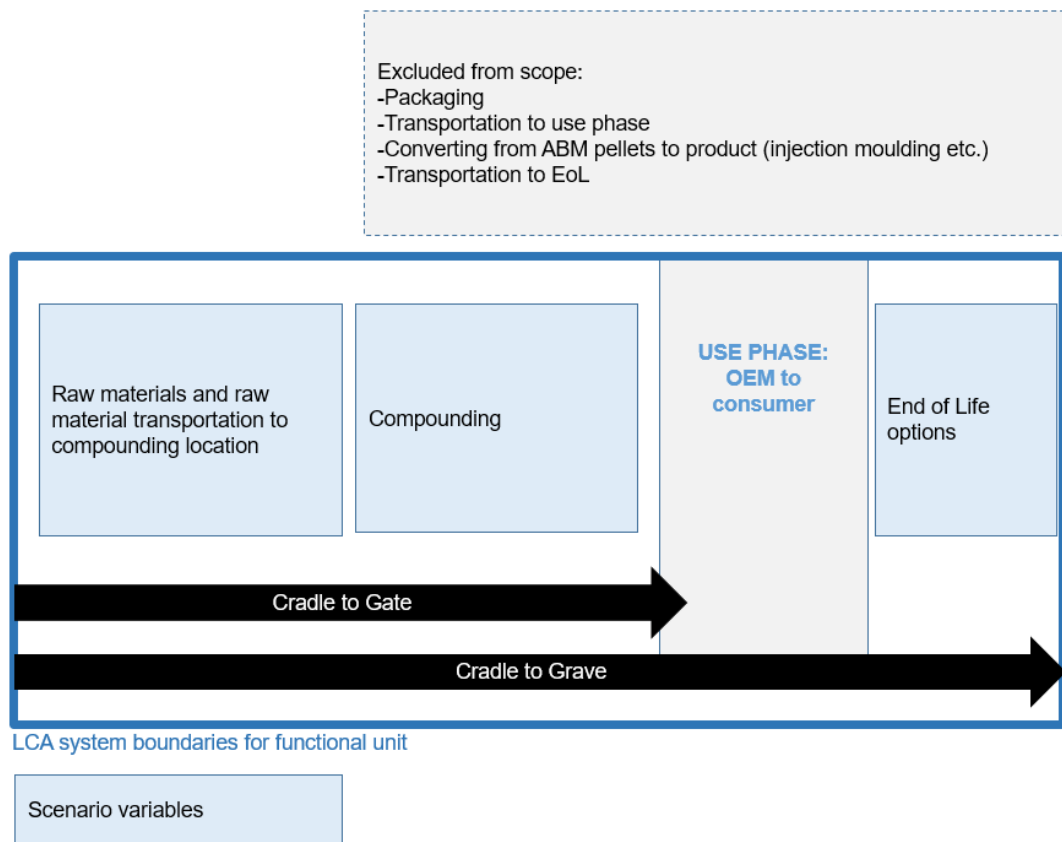 Excluded from scope:
-Packaging
-Transportation to use phase
-Converting from ABM pellets to product (injection moulding etc.)
-Transportation to EoL
Raw materials and raw
material transportation to
compounding location
Compounding
USE PHASE:
OEM to
consumer
End of Life
options
Cradle to Gate
Cradle to Grave
LCA system boundaries for functional unit
Scenario variables